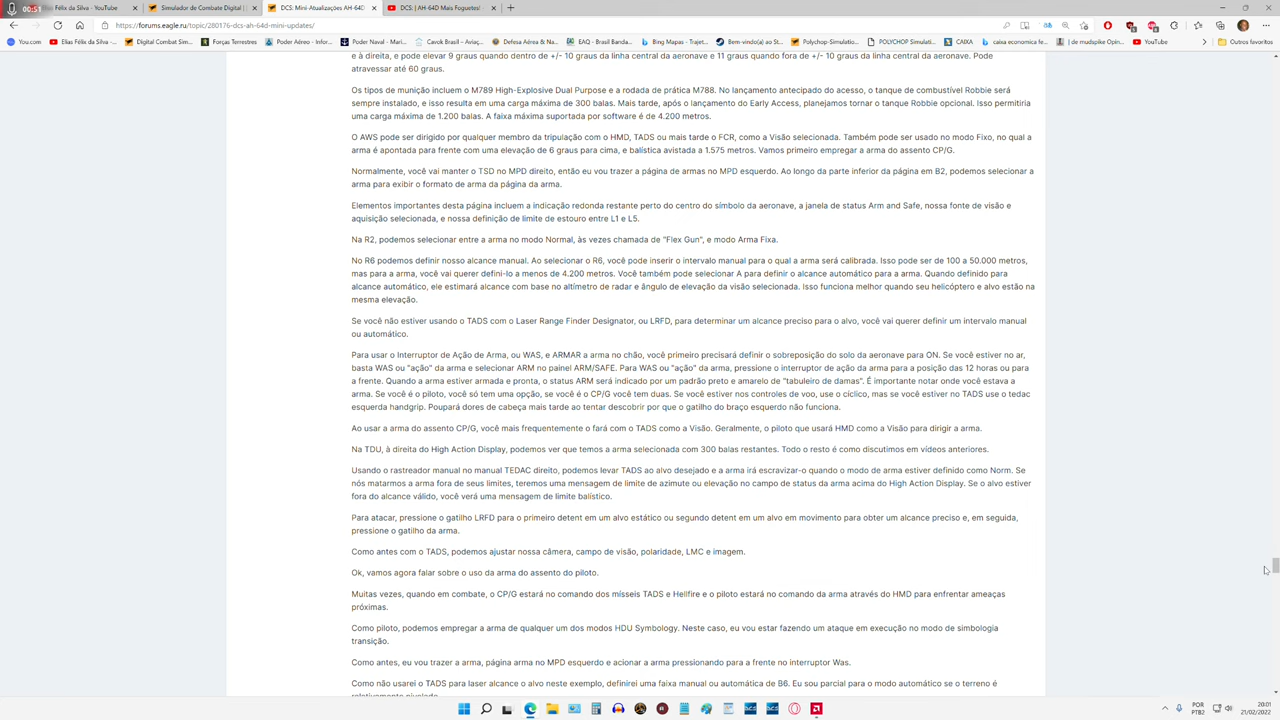 00:51
Félix da Silva - YouTube
Simulador de Combate Digital |
DCS: Mini-Atualizações AH-64D
DCS: | AH-64D Mais Foguetes/
https://forums.eagle.ru/topic/280176-dcs-ah-64d-mini-updates/
You.com
Elias Félix da Silva -...
Digital Combat Sim...
Forças Terrestres
Poder Aéreo - Infor...
Poder Naval - Mari...
Cavok Brasil – Aviaç...
Defesa Aérea & Na...
EAQ - Brasil Banda...
Bing Mapas - Trajet...
Bem-vindo(a) ao St...
Polychop-Simulatio...
POLYCHOP Simulati...
CAIXA
caixa economica fe...
| de mudspike Opin...
YouTube
Outros favoritos
e à direita, e pode elevar 9 graus quando dentro de +/- 10 graus da linha central da aeronave e 11 graus quando fora de +/- 10 graus da linha central da aeronave. Pode
atravessar até 60 graus.
Os tipos de munição incluem o M789 High-Explosive Dual Purpose e a rodada de prática M788. No lançamento antecipado do acesso, o tanque de combustível Robbie será
sempre instalado, e isso resulta em uma carga máxima de 300 balas. Mais tarde, após o lançamento do Early Access, planejamos tornar o tanque Robbie opcional. Isso permitiria
uma carga máxima de 1.200 balas. A faixa máxima suportada por software é de 4.200 metros.
O AWS pode ser dirigido por qualquer membro da tripulação com o HMD, TADS ou mais tarde o FCR, como a Visão selecionada. Também pode ser usado no modo Fixo, no qual a
arma é apontada para frente com uma elevação de 6 graus para cima, e balística avistada a 1.575 metros. Vamos primeiro empregar a arma do assento CP/G.
Normalmente, você vai manter o TSD no MPD direito, então eu vou trazer a página de armas no MPD esquerdo. Ao longo da parte inferior da página em B2, podemos selecionar a
arma para exibir o formato de arma da página da arma.
Elementos importantes desta página incluem a indicação redonda restante perto do centro do símbolo da aeronave, a janela de status Arm and Safe, nossa fonte de visão e
aquisição selecionada, e nossa definição de limite de estouro entre L1 e L5.
Na R2, podemos selecionar entre a arma no modo Normal, às vezes chamada de "Flex Gun", e modo Arma Fixa.
No R6 podemos definir nosso alcance manual. Ao selecionar o R6, você pode inserir o intervalo manual para o qual a arma será calibrada. Isso pode ser de 100 a 50.000 metros,
mas para a arma, você vai querer defini-lo a menos de 4.200 metros. Você também pode selecionar A para definir o alcance automático para a arma. Quando definido para
alcance automático, ele estimará alcance com base no altímetro de radar e ângulo de elevação da visão selecionada. Isso funciona melhor quando seu helicóptero e alvo estão na
mesma elevação.
Se você não estiver usando o TADS com o Laser Range Finder Designator, ou LRFD, para determinar um alcance preciso para o alvo, você vai querer definir um intervalo manual
ou automático.
Para usar o Interruptor de Ação de Arma, ou WAS, e ARMAR a arma no chão, você primeiro precisará definir o sobreposição do solo da aeronave para ON. Se você estiver no ar,
basta WAS ou "ação" da arma e selecionar ARM no painel ARM/SAFE. Para WAS ou "ação" da arma, pressione o interruptor de ação da arma para a posição das 12 horas ou para
a frente. Quando a arma estiver armada e pronta, o status ARM será indicado por um padrão preto e amarelo de "tabuleiro de damas". É importante notar onde você estava a
arma. Se você é o piloto, você só tem uma opção, se você é o CP/G você tem duas. Se você estiver nos controles de voo, use o cíclico, mas se você estiver no TADS use o tedac
esquerda handgrip. Poupará dores de cabeça mais tarde ao tentar descobrir por que o gatilho do braço esquerdo não funciona.
Ao usar a arma do assento CP/G, você mais frequentemente o fará com o TADS como a Visão. Geralmente, o piloto que usará HMD como a Visão para dirigir a arma.
Na TDU, à direita do High Action Display, podemos ver que temos a arma selecionada com 300 balas restantes. Todo o resto é como discutimos em vídeos anteriores.
Usando o rastreador manual no manual TEDAC direito, podemos levar TADS ao alvo desejado e a arma irá escravizar-o quando o modo de arma estiver definido como Norm. Se
nós matarmos a arma fora de seus limites, teremos uma mensagem de limite de azimute ou elevação no campo de status da arma acima do High Action Display. Se o alvo estiver
fora do alcance válido, você verá uma mensagem de limite balístico.
Para atacar, pressione o gatilho LRFD para o primeiro detent em um alvo estático ou segundo detent em um alvo em movimento para obter um alcance preciso e, em seguida,
pressione o gatilho da arma.
Como antes com o TADS, podemos ajustar nossa câmera, campo de visão, polaridade, LMC e imagem.
Ok, vamos agora falar sobre o uso da arma do assento do piloto.
Muitas vezes, quando em combate, o CP/G estará no comando dos mísseis TADS e Hellfire e o piloto estará no comando da arma através do HMD para enfrentar ameaças
próximas.
Como piloto, podemos empregar a arma de qualquer um dos modos HDU Symbology. Neste caso, eu vou estar fazendo um ataque em execução no modo de simbologia
transição.
Como antes, eu vou trazer a arma, página arma no MPD esquerdo e acionar a arma pressionando para a frente no interruptor Was.
Como não usarei o TADS para laser alcance o alvo neste exemplo, definirei uma faixa manual ou automática de B6. Eu sou parcial para o modo automático se o terreno é
relativamente nivelado.
POR
PTB2
20:01
21/02/2022